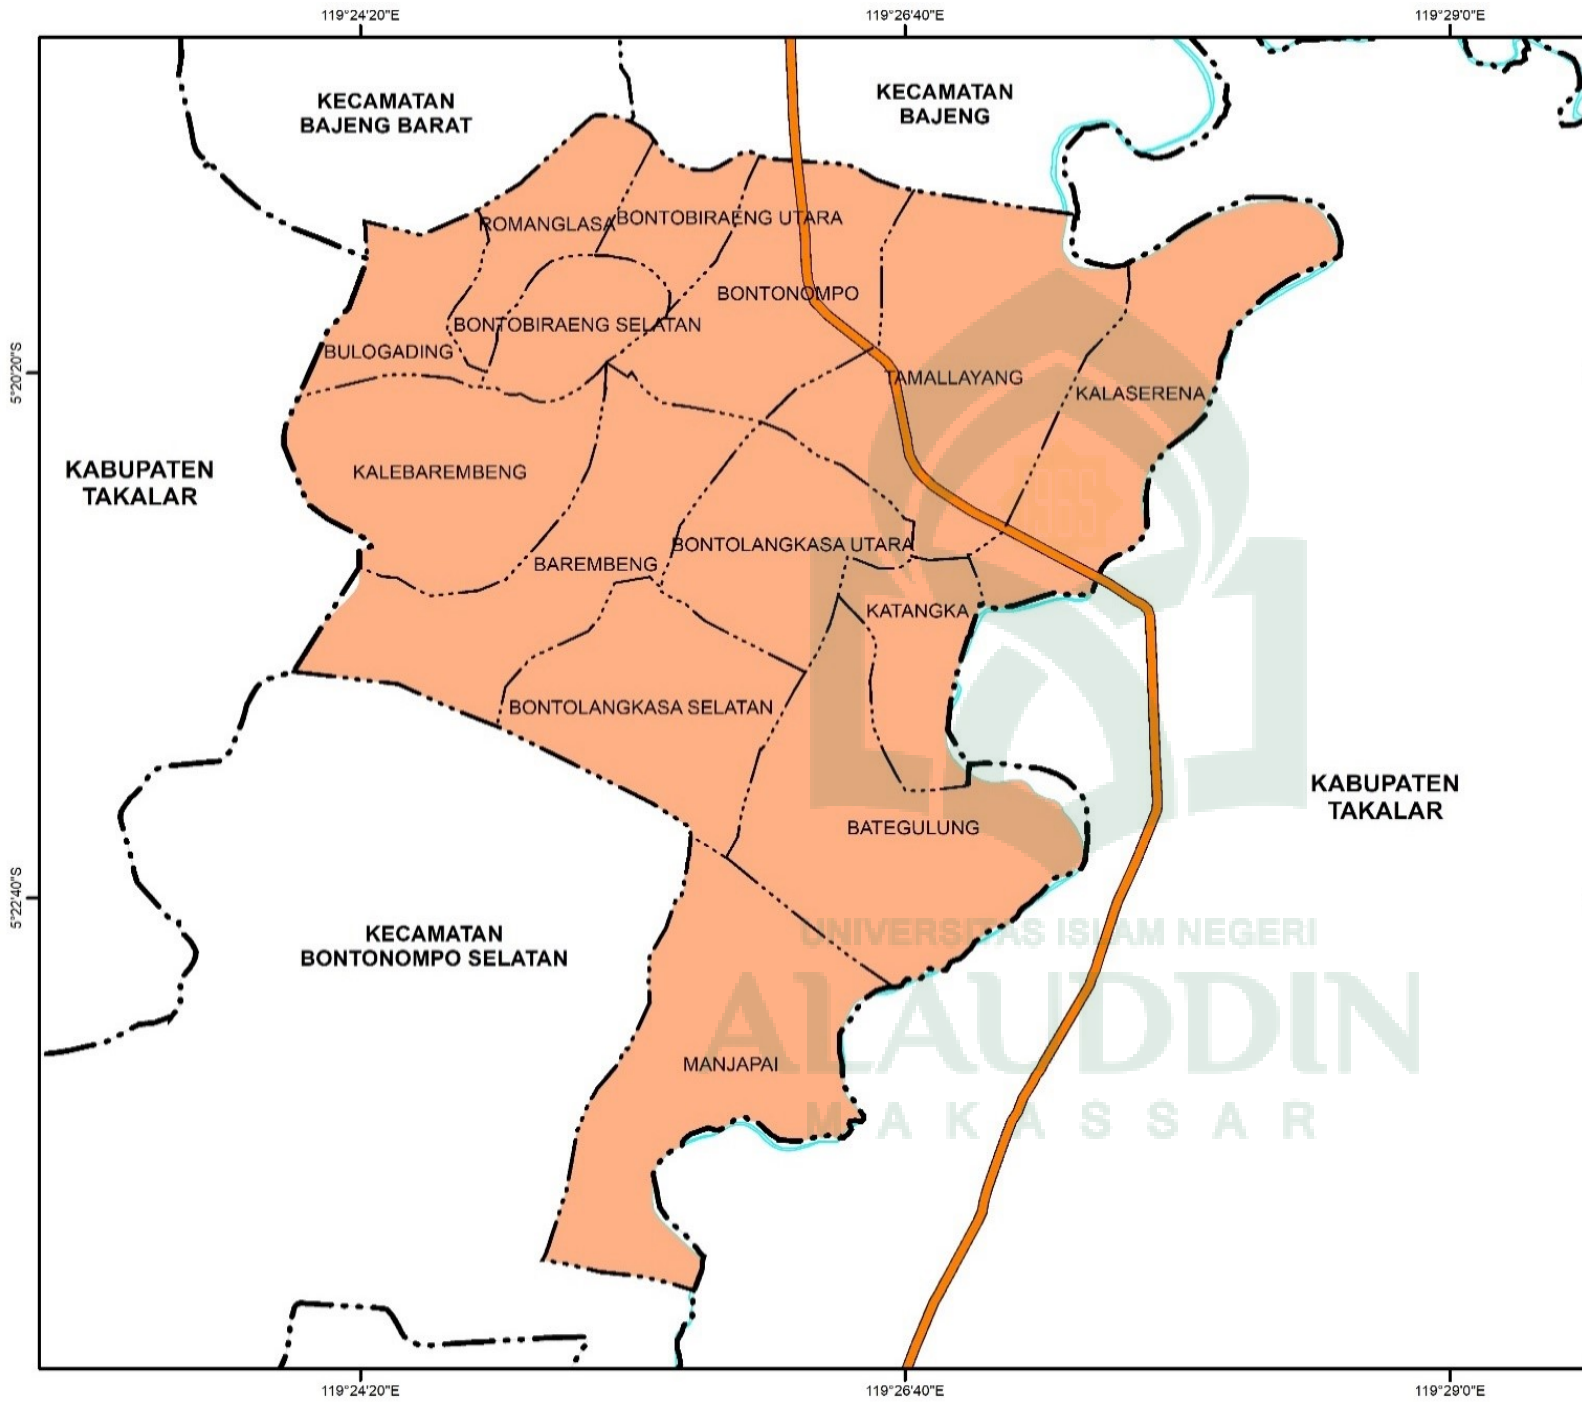 119°24'20"E
119°26'40"E
119°29'0"E
KECAMATAN
BAJENG BARAT
KECAMATAN
BAJENG
ROMANGLASA
BONTOBIRAENG UTARA
BONTONOMPO
BONTOBIRAENG SELATAN
BULOGADING
5°20'20"S
TAMALLAYANG
KALASERENA
KABUPATEN
TAKALAR
KALEBAREMBENG
1965
BONTOLANGKASA UTARA
BAREMBENG
KATANGKA
BONTOLANGKASA SELATAN
KABUPATEN
TAKALAR
BATEGULUNG
5°22'40"S
KECAMATAN
BONTONOMPO SELATAN
UNIVERSITAS ISLAM NEGERI
ALAUDDIN
MAKASSAR
MANJAPAI
119°24'20"E
119°26'40"E
119°29'0"E